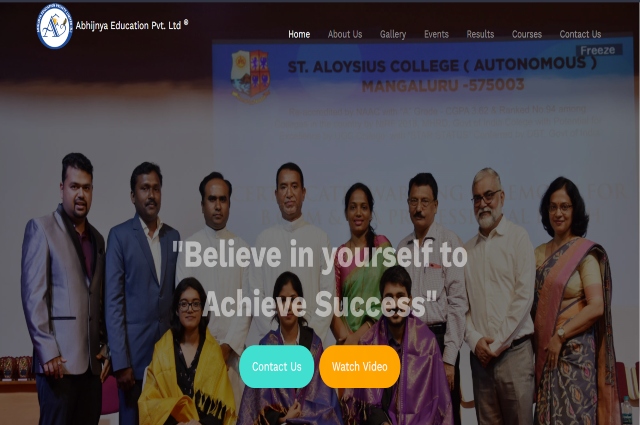 Abhijnya Education Pvt. Ltd ®
Home About Us Gallery Events Results Courses Contact Us
Freeze
ST. ALOYSIUS COLLEGE ( AUTONOMOUS )
MANGALURU -575003
"Believe in yourself to
Achieve Success"
Contact Us Watch Video